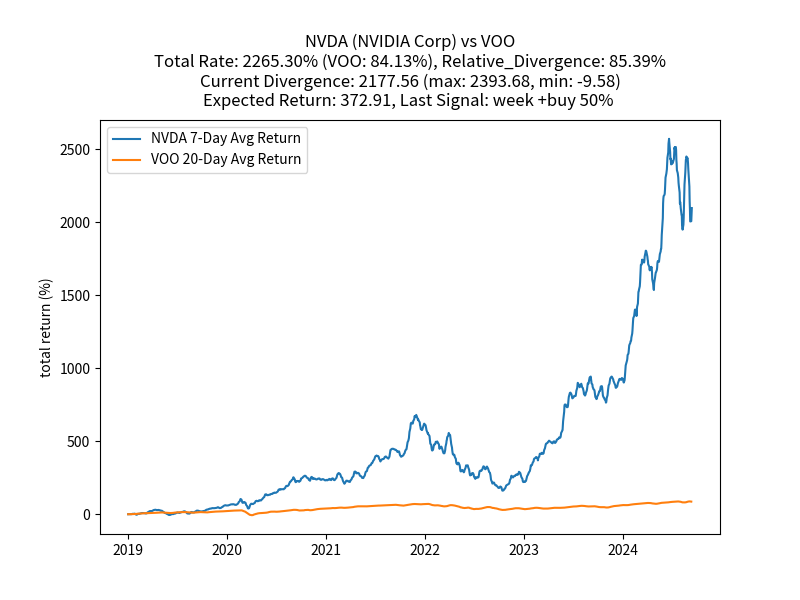 NVDA (NVIDIA Corp) vs VOO
Total Rate: 2265.30% (VOO: 84.13%), Relative_Divergence: 85.39%
Current Divergence: 2177.56 (max: 2393.68, min: -9.58)
Expected Return: 372.91, Last Signal: week +buy 50%
NVDA 7-Day Avg Return
VOO 20-Day Avg Return
total return (%)
2500
2000
1500
1000
500
0
2019
2020
2021
2022
2023
2024